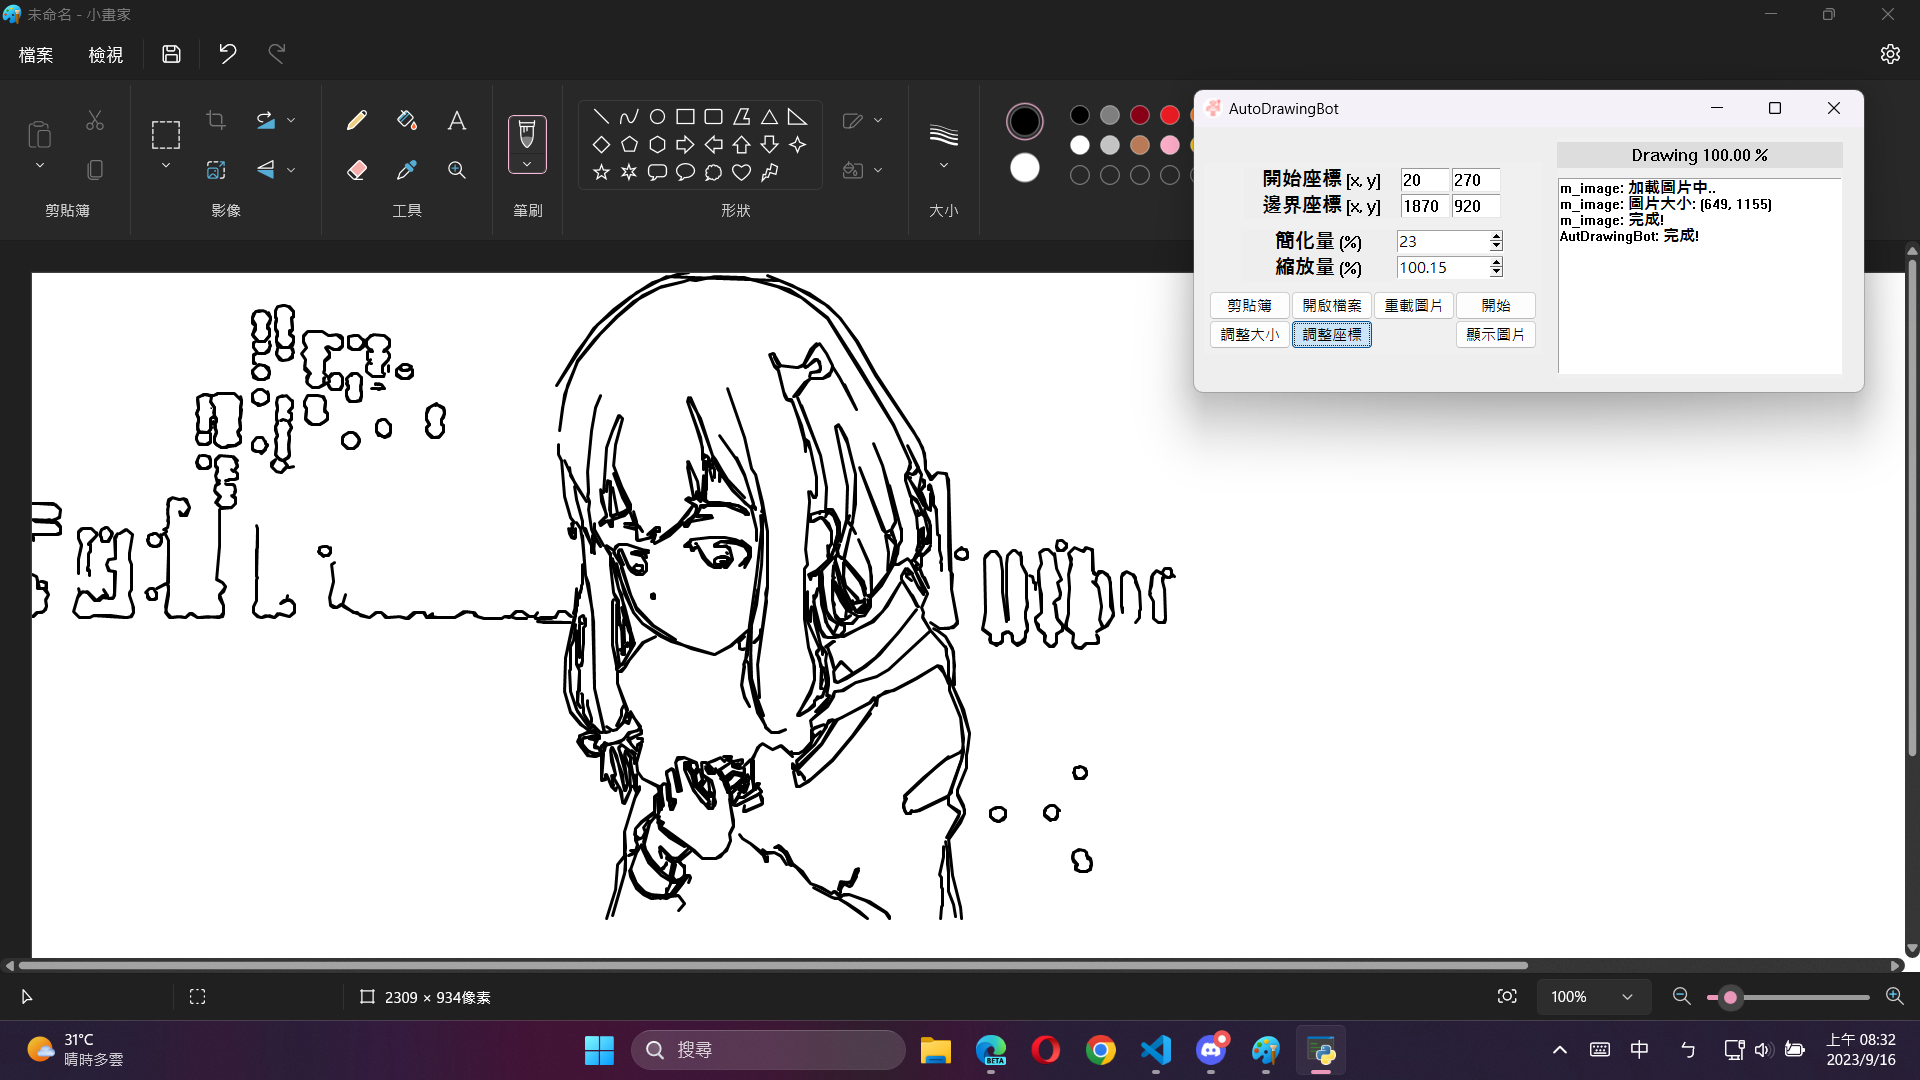 未命名 - 小畫家
檔案
檢視
剪貼簿
影像
工具
筆刷
形狀
大小
AutoDrawingBot
開始座標 [x, y]
20
270
邊界座標 [x, y]
1870
920
簡化量 (%)
23
縮放量 (%)
100.15
剪貼簿
開啟檔案
重載圖片
開始
調整大小
調整座標
顯示圖片
Drawing 100.00 %
m_image: 加載圖片中..
m_image: 圖片大小: (649, 1155)
m_image: 完成!
AutDrawingBot: 完成!
2309 × 934像素
100%
31°C
晴時多雲
搜尋
BETA
中
ㄅ
上午 08:32
2023/9/16